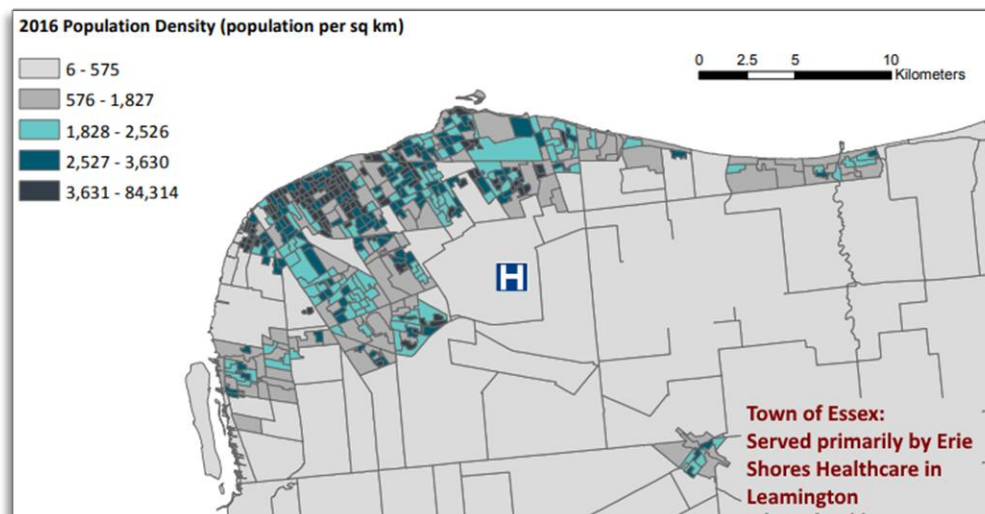 2016 Population Density (population per sq km)
6 - 575
576 - 1,827
1,828 - 2,526
2,527 - 3,630
3,631 - 84,314
0 2.5 5 10
Kilometers
H
Town of Essex:
Served primarily by Erie
Shores Healthcare in
Leamington